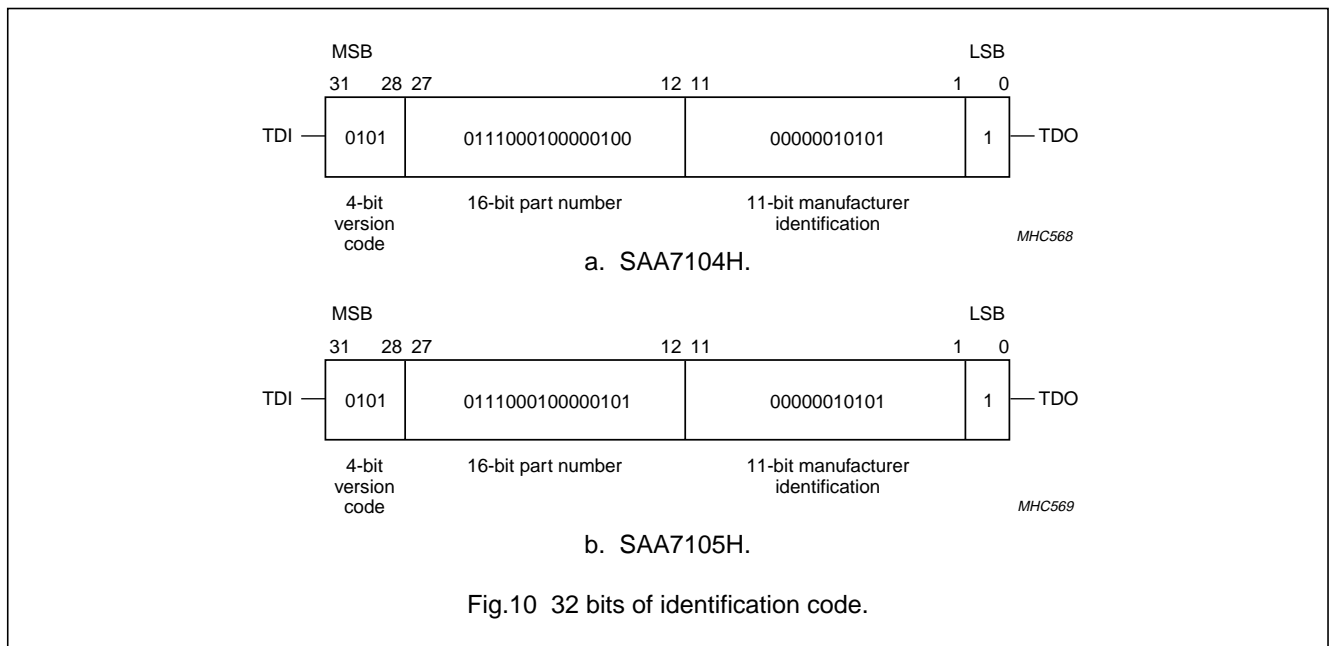 MSB LSB
31 28 27 12 11 1 0
TDI 0101 0111000100000100 00000010101 1 TDO
4-bit version code
16-bit part number
11-bit manufacturer identification
MHC568
a. SAA7104H.
MSB LSB
31 28 27 12 11 1 0
TDI 0101 0111000100000101 00000010101 1 TDO
4-bit version code
16-bit part number
11-bit manufacturer identification
MHC569
b. SAA7105H.
Fig.10 32 bits of identification code.